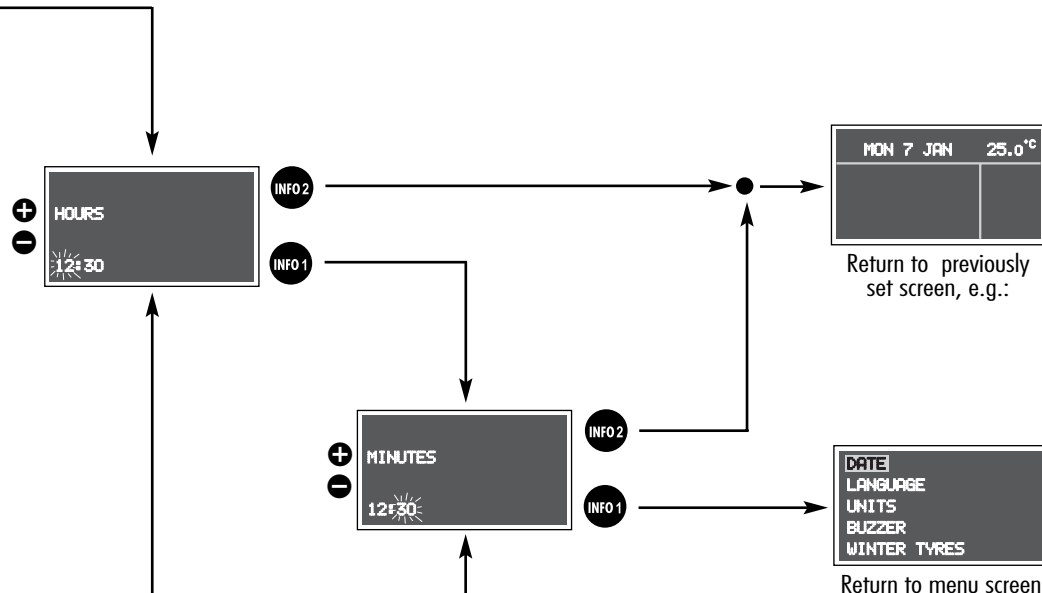 MON 7 JAN 25.0°C
Return to previously
set screen, e.g.:
INFO 2
+
HOURS
-
12:30
INFO 1
INFO 2
+
MINUTES
-
12:30
INFO 1
DATE
LANGUAGE
UNITS
BUZZER
WINTER TYRES
Return to menu screen